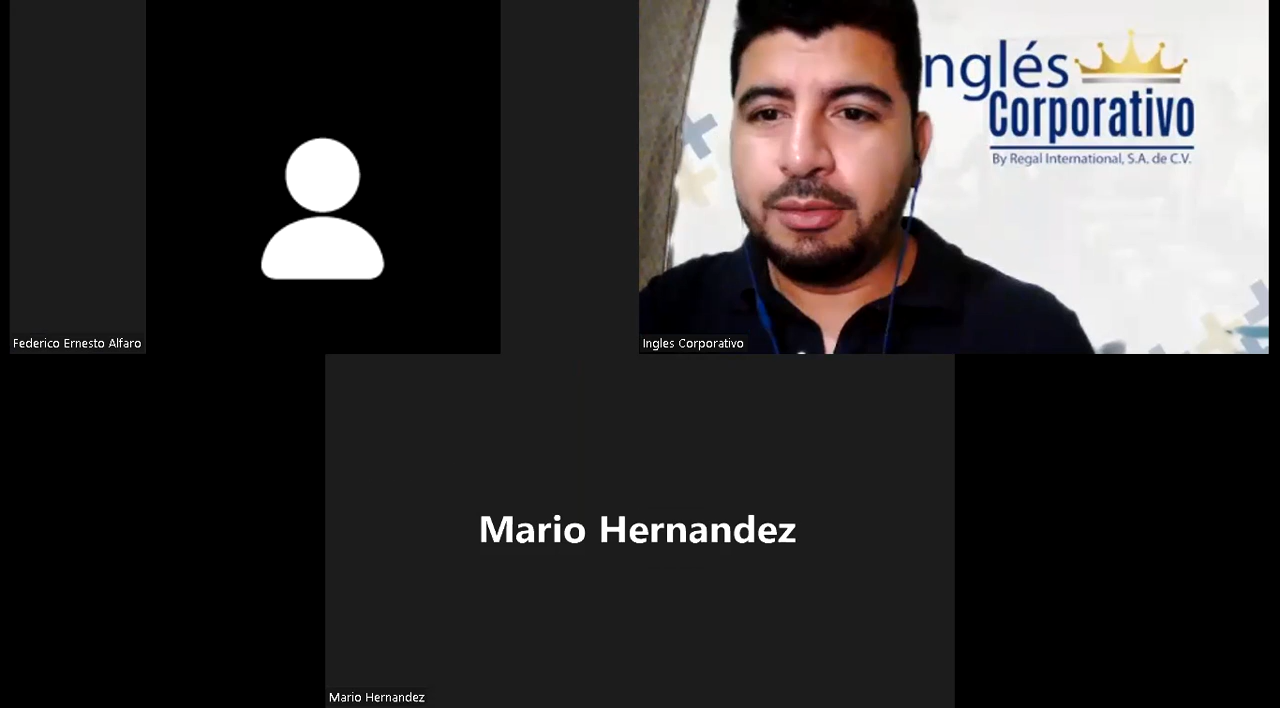 nglés
Corporativo
By Regal International, S.A. de C.V.
Federico Ernesto Alfaro
Ingles Corporativo
Mario Hernandez
Mario Hernandez